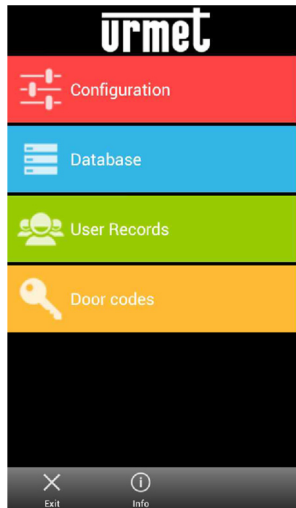 urmet
Configuration
Database
User Records
Door codes
Exit
Info